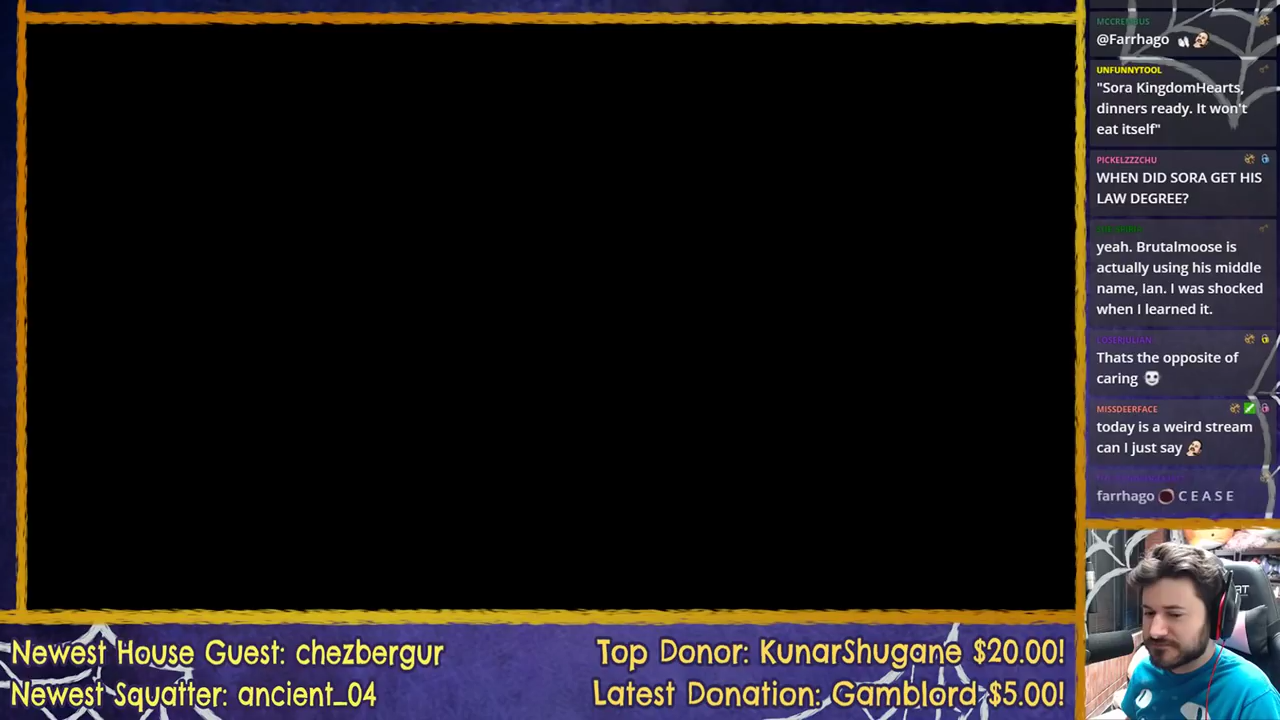 MCCREMBUS
@Farrhago
UNFUNNYTOOL
"Sora KingdomHearts,
dinners ready. It won't
eat itself"
PICKELZZZCHU
WHEN DID SORA GET HIS
LAW DEGREE?
yeah. Brutalmoose is
actually using his middle
name, Ian. I was shocked
when I learned it.
LOSERJULIAN
Thats the opposite of
caring
MISSDEERFACE
today is a weird stream
can I just say
farrhago C E A S E
Newest House Guest: chezbergur
Newest Squatter: ancient_04
Top Donor: KunarShugane $20.00!
Latest Donation: Gamblord $5.00!